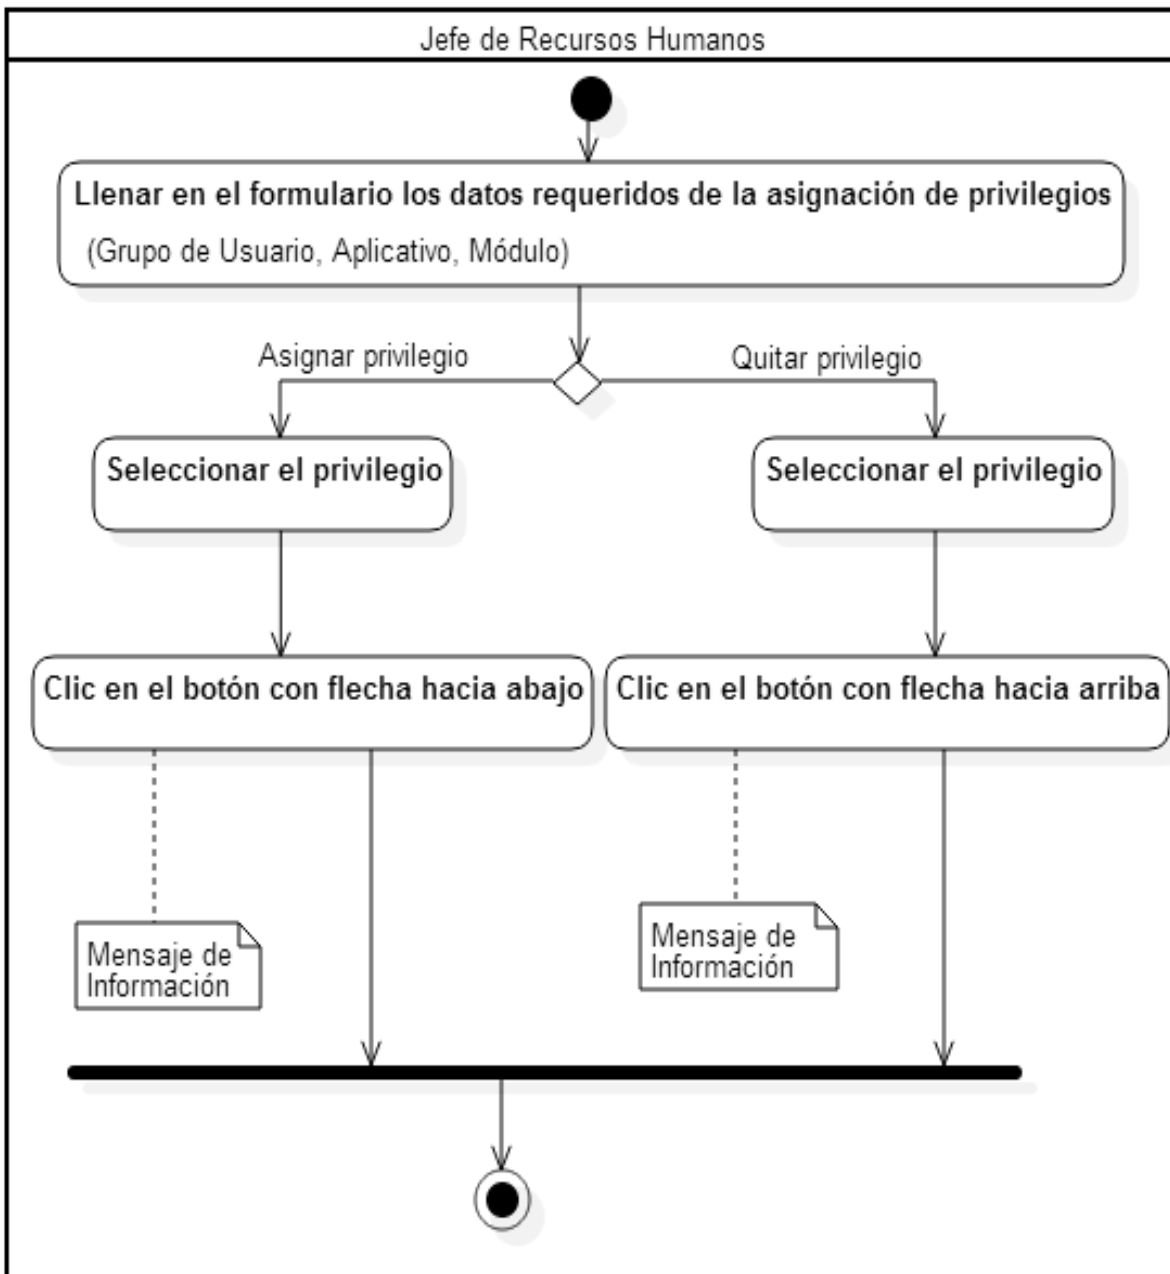 Jefe de Recursos Humanos
Llenar en el formulario los datos requeridos de la asignación de privilegios
(Grupo de Usuario, Aplicativo, Módulo)
Asignar privilegio
Quitar privilegio
Seleccionar el privilegio
Seleccionar el privilegio
Clic en el botón con flecha hacia abajo
Clic en el botón con flecha hacia arriba
Mensaje de
Información
Mensaje de
Información